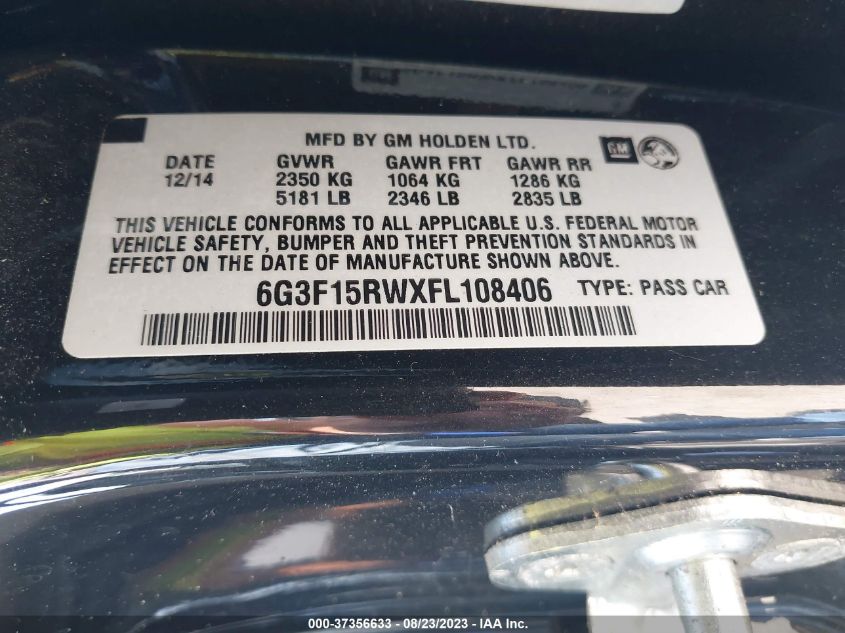 MFD BY GM HOLDEN LTD.
DATE GVWR GAWR FRT GAWR RR GM
12/14 2350 KG 1064 KG 1286 KG
5181 LB 2346 LB 2835 LB
THIS VEHICLE CONFORMS TO ALL APPLICABLE U.S. FEDERAL MOTOR
VEHICLE SAFETY, BUMPER AND THEFT PREVENTION STANDARDS IN
EFFECT ON THE DATE OF MANUFACTURE SHOWN ABOVE.
6G3F15RWXFL108406 TYPE: PASS CAR
000-37356633 - 08/23/2023 - IAA Inc.